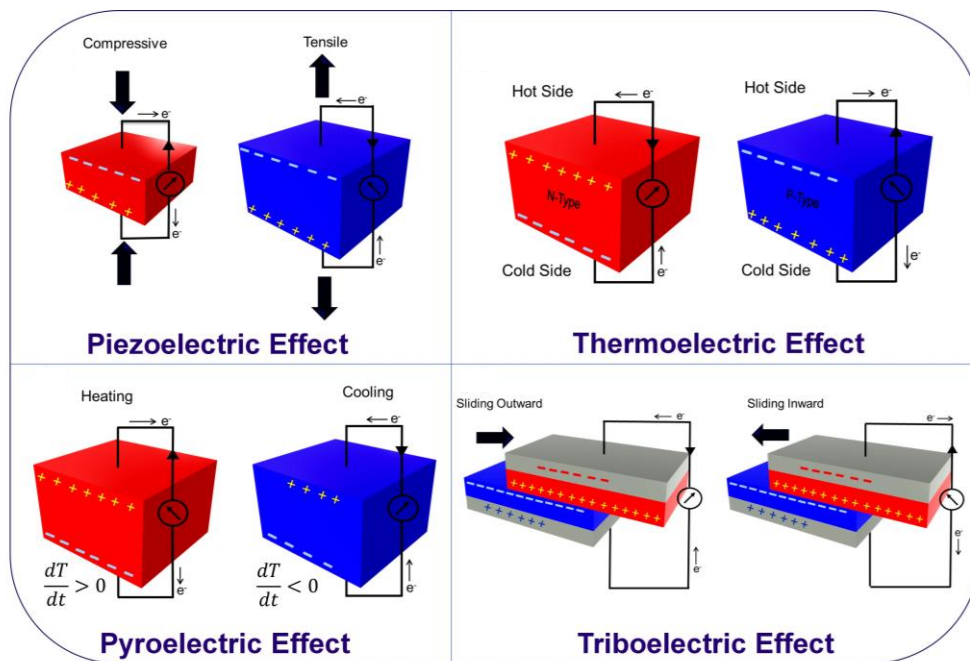 Compressive
Tensile
e-
e-
e-
e-
Piezoelectric Effect
Hot Side
Hot Side
e-
e-
N-Type
P-Type
Cold Side
Cold Side
e-
e-
Thermoelectric Effect
Heating
Cooling
e-
e-
dT/dt > 0
dT/dt < 0
e-
e-
Pyroelectric Effect
Sliding Outward
Sliding Inward
e-
e-
e-
e-
Triboelectric Effect